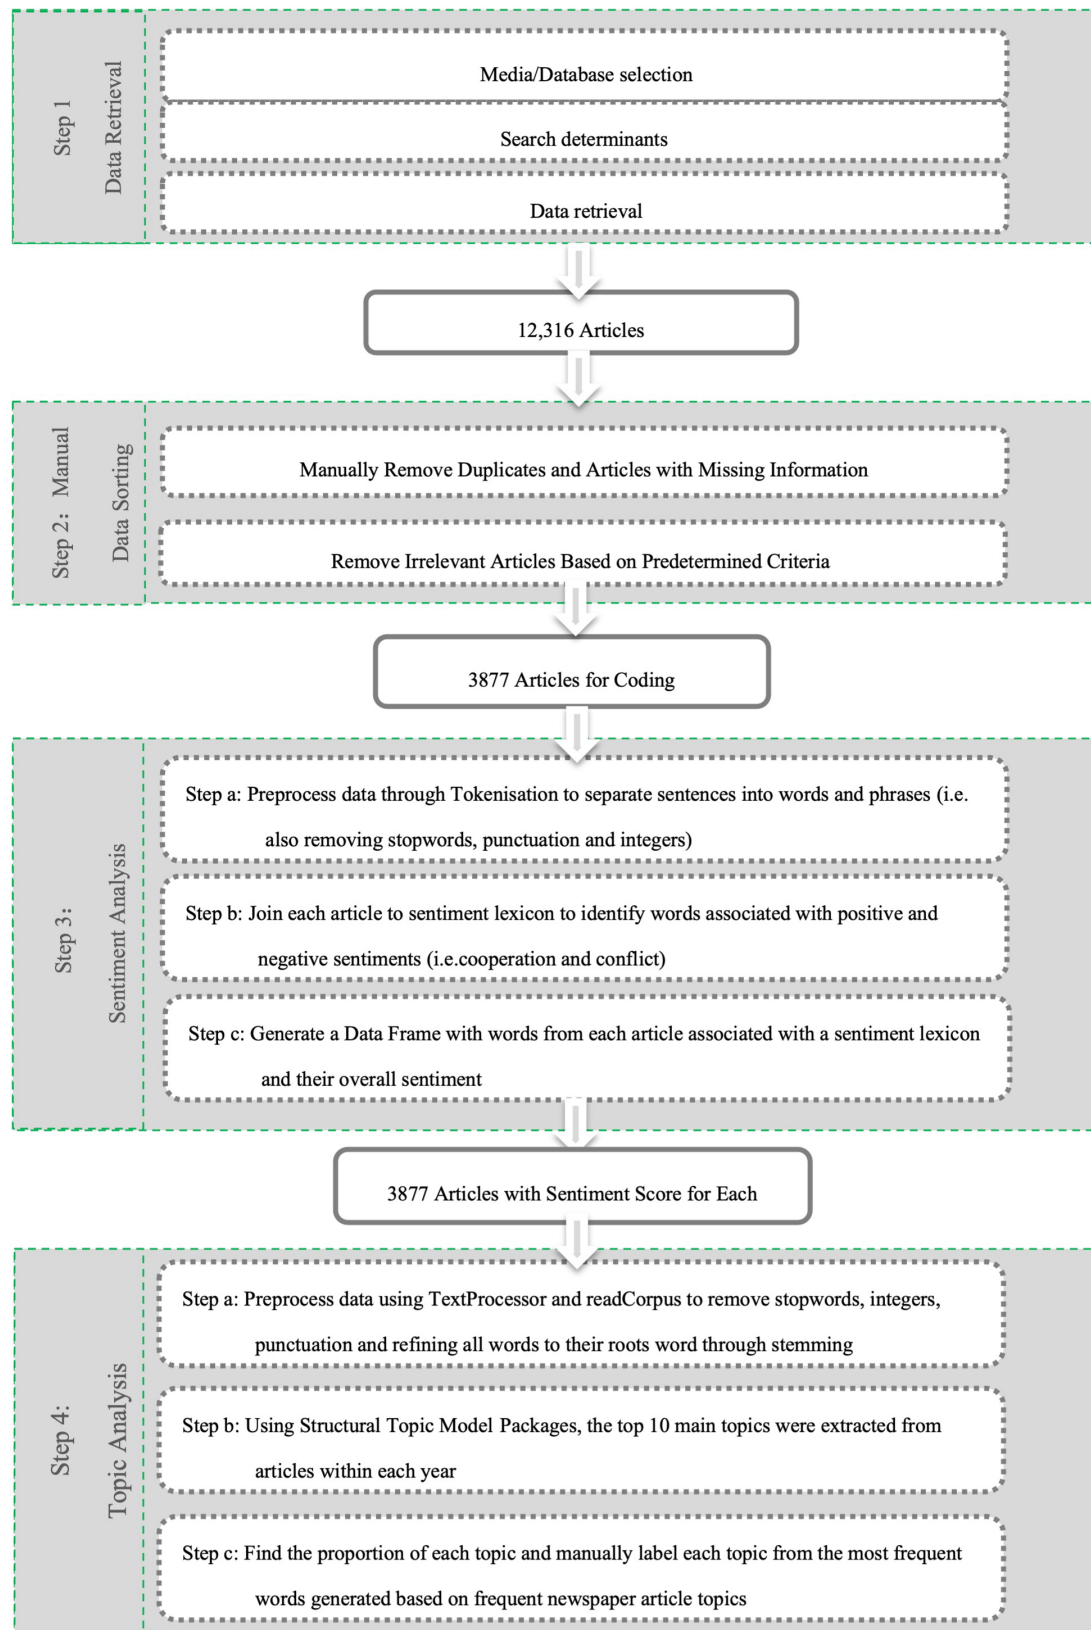 Step 1
Data Retrieval
Media/Database selection
Search determinants
Data retrieval
12,316 Articles
Step 2: Manual
Data Sorting
Manually Remove Duplicates and Articles with Missing Information
Remove Irrelevant Articles Based on Predetermined Criteria
3877 Articles for Coding
Step 3:
Sentiment Analysis
Step a: Preprocess data through Tokenisation to separate sentences into words and phrases (i.e.
also removing stopwords, punctuation and integers)
Step b: Join each article to sentiment lexicon to identify words associated with positive and
negative sentiments (i.e.cooperation and conflict)
Step c: Generate a Data Frame with words from each article associated with a sentiment lexicon
and their overall sentiment
3877 Articles with Sentiment Score for Each
Step 4:
Topic Analysis
Step a: Preprocess data using TextProcessor and readCorpus to remove stopwords, integers,
punctuation and refining all words to their roots word through stemming
Step b: Using Structural Topic Model Packages, the top 10 main topics were extracted from
articles within each year
Step c: Find the proportion of each topic and manually label each topic from the most frequent
words generated based on frequent newspaper article topics